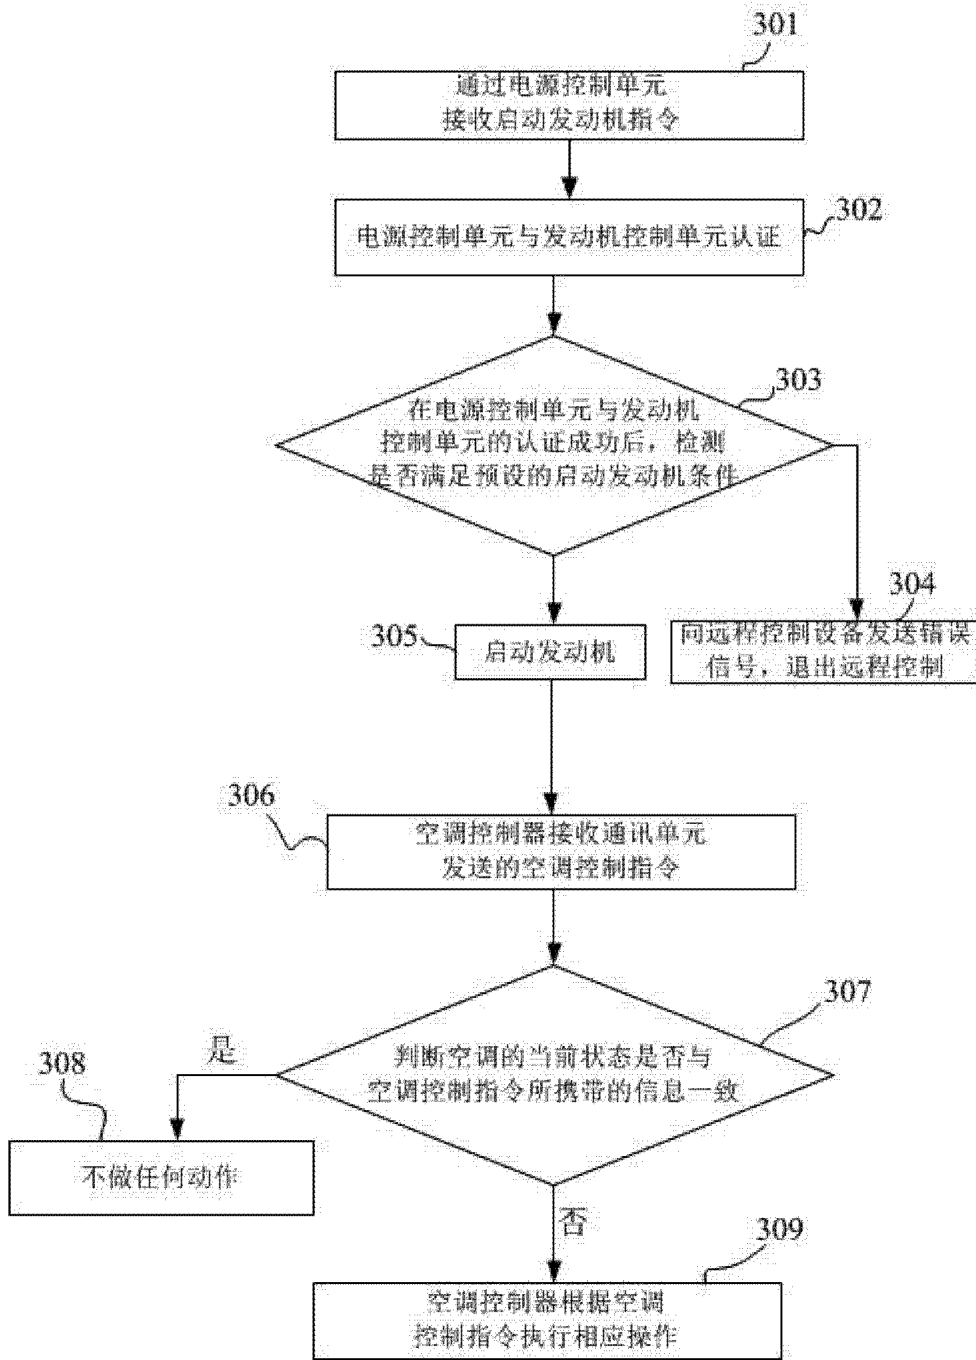 301
通过电源控制单元
接收启动发动机指令
302
电源控制单元与发动机控制单元认证
303
在电源控制单元与发动机
控制单元的认证成功后，检测
是否满足预设的启动发动机条件
304
向远程控制设备发送错误
信号，退出远程控制
305
启动发动机
306
空调控制器接收通讯单元
发送的空调控制指令
307
判断空调的当前状态是否与
空调控制指令所携带的信息一致
是
308
不做任何动作
否
309
空调控制器根据空调
控制指令执行相应操作